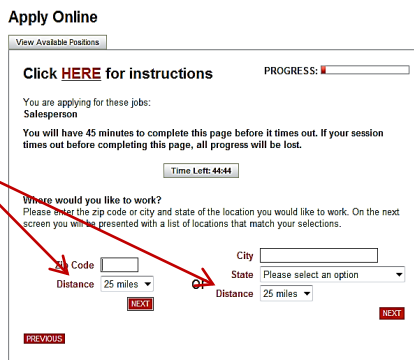 Apply Online
View Available Positions
Click HERE for instructions
PROGRESS:
You are applying for these jobs:
Salesperson
You will have 45 minutes to complete this page before it times out. If your session
times out before completing this page, all progress will be lost.
Time Left: 44:44
Where would you like to work?
Please enter the zip code or city and state of the location you would like to work. On the next
screen you will be presented with a list of locations that match your selections.
Zip Code
Distance 25 miles
NEXT
or
City
State Please select an option
Distance 25 miles
NEXT
PREVIOUS